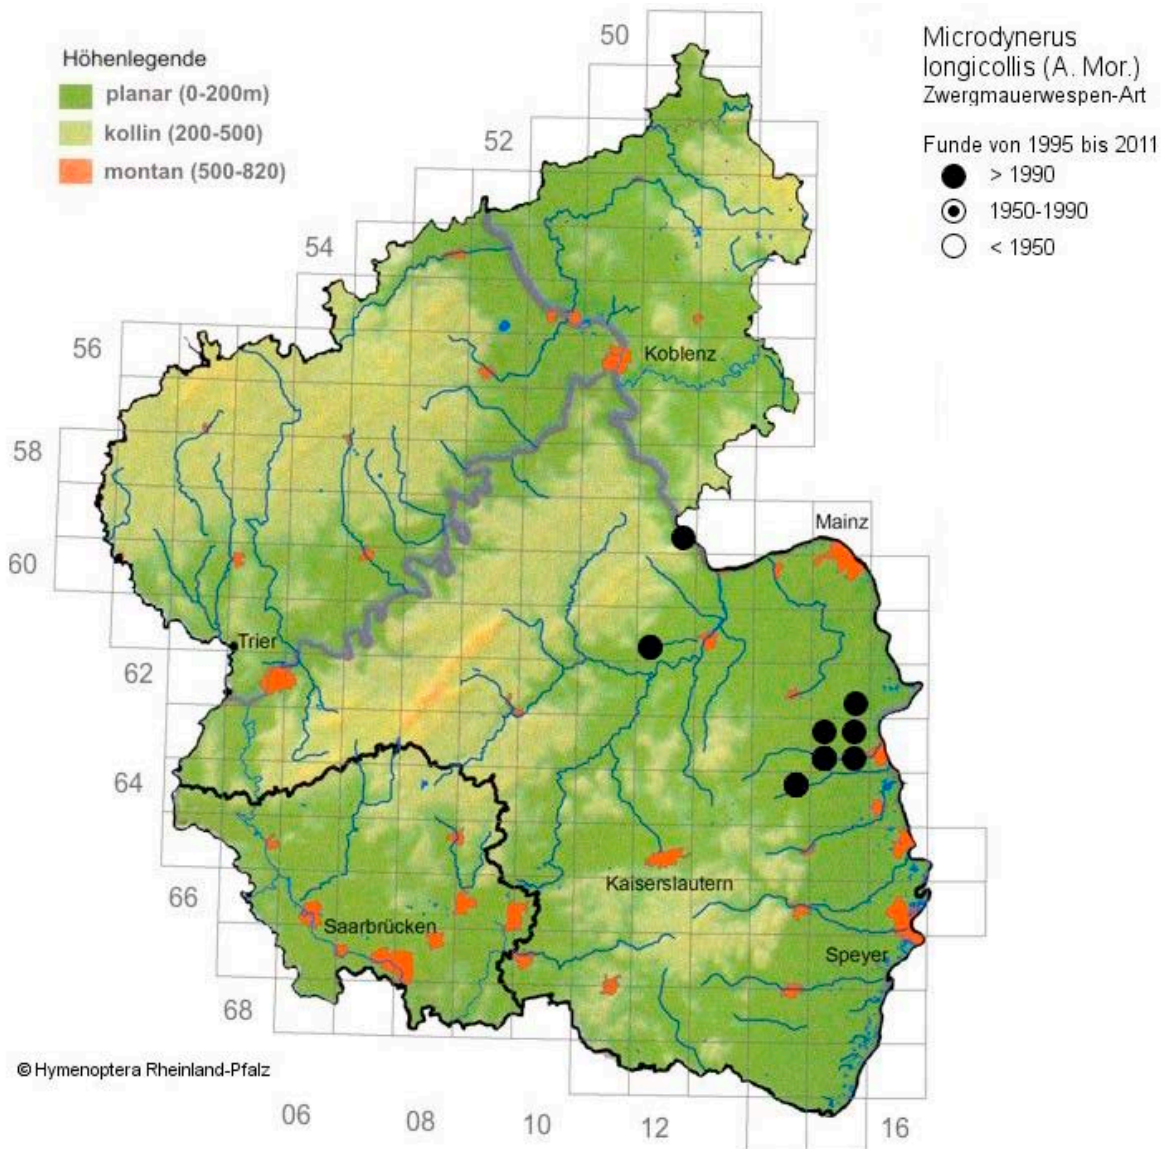 Microdynerus
longicollis (A. Mor.)
Zwergmauerwespen-Art
Funde von 1995 bis 2011
> 1990
1950-1990
< 1950
Höhenlegende
planar (0-200m)
kollin (200-500)
montan (500-820)
50
52
54
56
58
60
62
64
66
68
Koblenz
Mainz
Trier
Kaiserslautern
Saarbrücken
Speyer
© Hymenoptera Rheinland-Pfalz
06
08
10
12
16